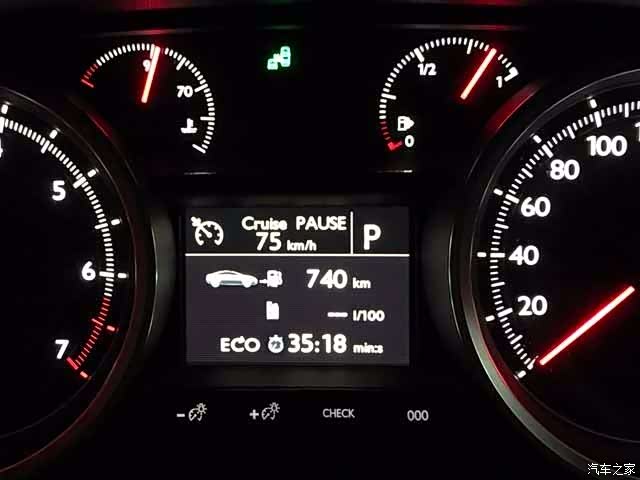 9
70
1/2
1
0
5
6
7
Cruise PAUSE
75 km/h
P
740 km
-- l/100
ECO 35:18 min:s
100
80
60
40
20
- + CHECK 000
汽车之家